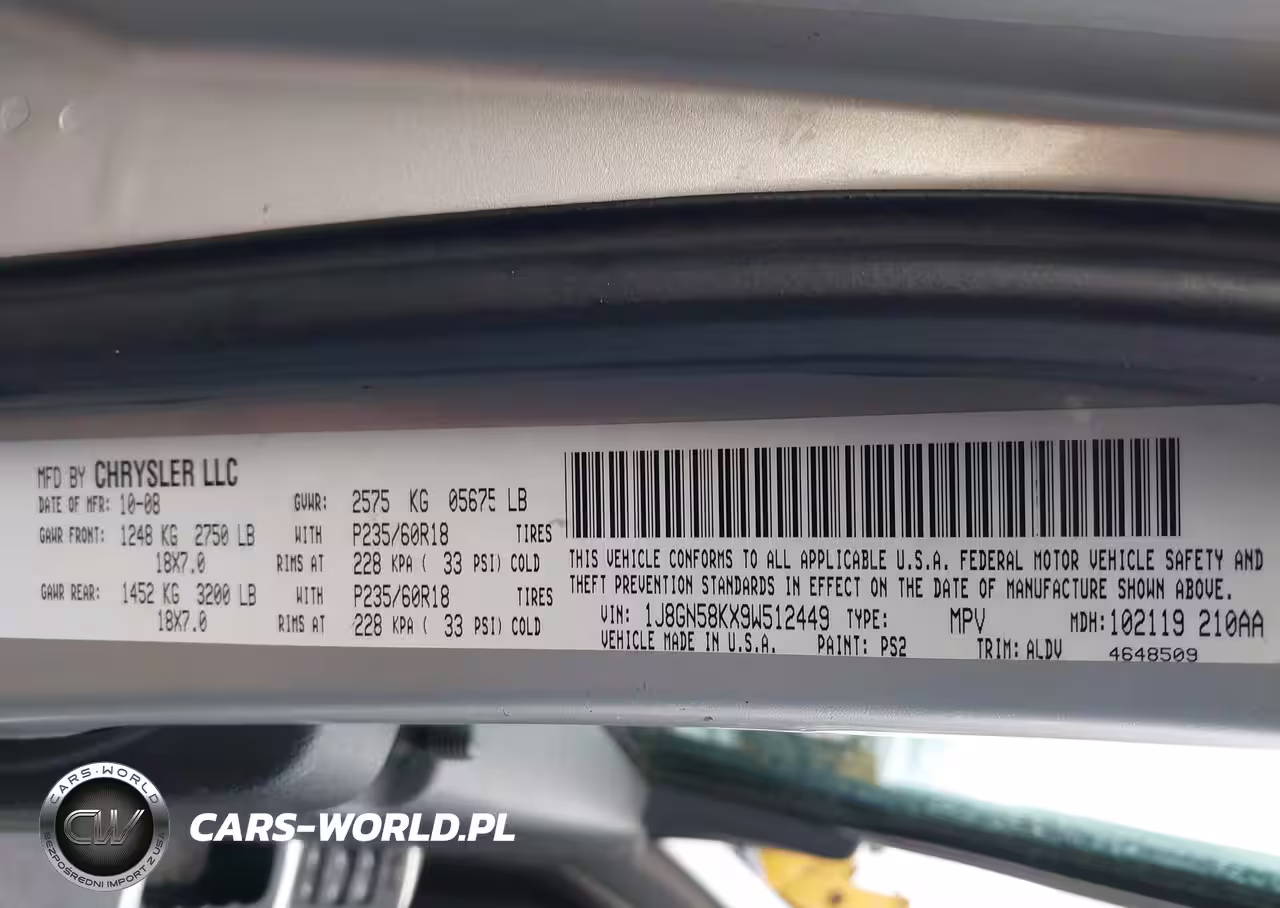 MFD BY CHRYSLER LLC
DATE OF MFR: 10-08 GVWR: 2575 KG 05675 LB
GAWR FRONT: 1248 KG 2750 LB WITH P235/60R18 TIRES
18X7.0 RIMS AT 228 KPA ( 33 PSI) COLD
GAWR REAR: 1452 KG 3200 LB WITH P235/60R18 TIRES
18X7.0 RIMS AT 228 KPA ( 33 PSI) COLD
THIS VEHICLE CONFORMS TO ALL APPLICABLE U.S.A. FEDERAL MOTOR VEHICLE SAFETY AND
THEFT PREVENTION STANDARDS IN EFFECT ON THE DATE OF MANUFACTURE SHOWN ABOVE.
VIN: 1J8GN58KX9W512449 TYPE: MPV MDH: 102119 210AA
VEHICLE MADE IN U.S.A. PAINT: PS2 TRIM: ALDV 4648509
CARS-WORLD
CW
BEZPOŚREDNI IMPORT Z USA
CARS-WORLD.PL